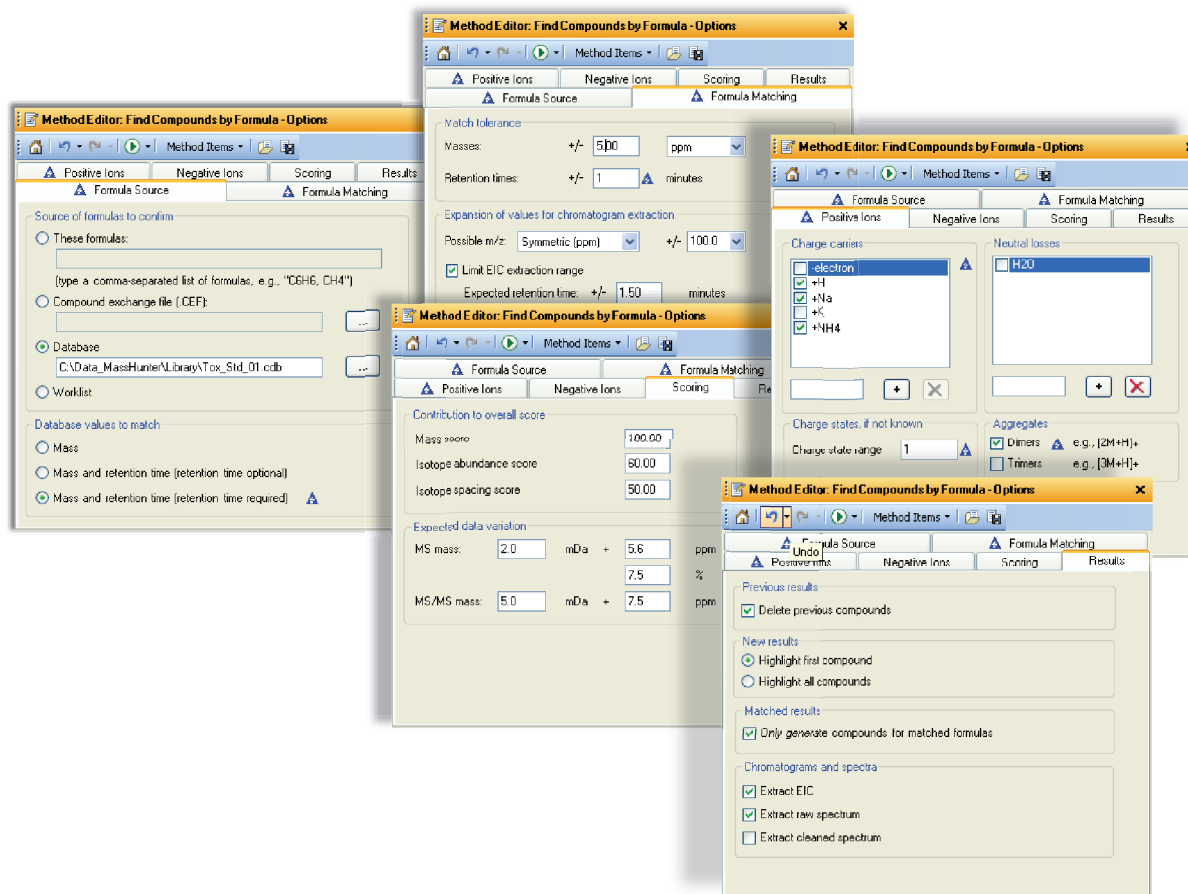 Method Editor: Find Compounds by Formula - Options
Method Items
Positive Ions Negative Ions Scoring Results
Formula Source Formula Matching
Match tolerance
Masses: +/- 5.00 ppm
Retention times: +/- 1 minutes
Expansion of values for chromatogram extraction
Possible m/z: Symmetric (ppm) +/- 100.0
Limit EIC extraction range
Expected retention time: +/- 1.50 minutes
Method Editor: Find Compounds by Formula - Options
Method Items
Positive Ions Negative Ions Scoring Results
Formula Source Formula Matching
Source of formulas to confirm
These formulas:
(type a comma-separated list of formulas, e.g., "C6H6, CH4")
Compound exchange file (.CEF):
...
Database
C:\Data_MassHunter\Library\Tox_Std_01.cdb
...
Worklist
Database values to match
Mass
Mass and retention time (retention time optional)
Mass and retention time (retention time required)
Method Editor: Find Compounds by Formula - Options
Method Items
Formula Source Formula Matching
Positive Ions Negative Ions Scoring Results
Charge carriers
-electron
+H
+Na
+K
+NH4
Neutral losses
H2O
Charge states, if not known
Charge state range 1
Aggregates
Dimers e.g., [2M+H]+
Trimers e.g., [3M+H]+
Method Editor: Find Compounds by Formula - Options
Method Items
Formula Source Formula Matching
Positive Ions Negative Ions Scoring Re
Contribution to overall score
Mass score 100.00
Isotope abundance score 60.00
Isotope spacing score 50.00
Expected data variation
MS mass: 2.0 mDa + 5.6 ppm
7.5 %
MS/MS mass: 5.0 mDa + 7.5 ppm
Method Editor: Find Compounds by Formula - Options
Method Items
Formula Source Formula Matching
Undo
Positive Ions Negative Ions Scoring Results
Previous results
Delete previous compounds
New results
Highlight first compound
Highlight all compounds
Matched results
Only generate compounds for matched formulas
Chromatograms and spectra
Extract EIC
Extract raw spectrum
Extract cleaned spectrum